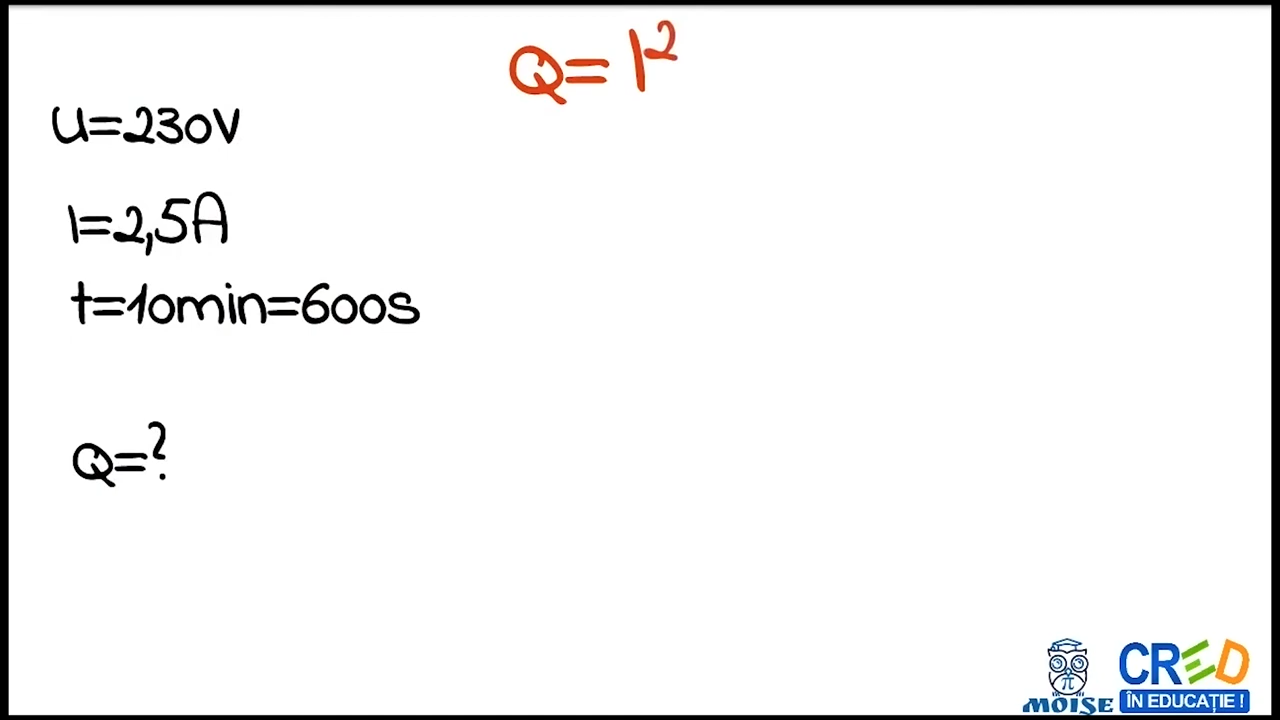 Q=I²
U=230V
I=2,5A
t=10min=600s
Q=?
π
MOISE
CRED
ÎN EDUCAȚIE!